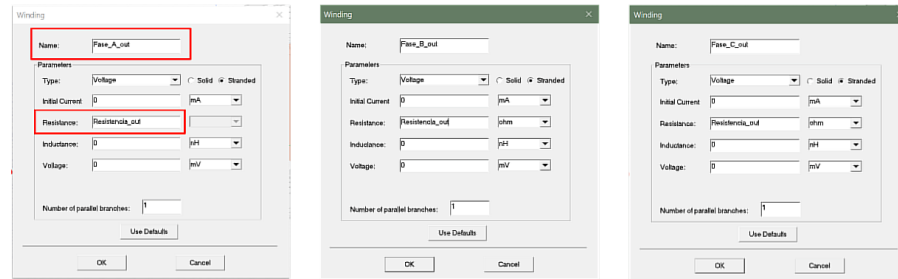 Winding
Name: Fase_A_out
Parameters
Type: Voltage Solid Stranded
Initial Current 0 mA
Resistance: Resistencia_out
Inductance: 0 nH
Voltage: 0 mV
Number of parallel branches: 1
Use Defaults
OK Cancel
Winding
Name: Fase_B_out
Parameters
Type: Voltage Solid Stranded
Initial Current 0 mA
Resistance: Resistencia_out ohm
Inductance: 0 nH
Voltage: 0 mV
Number of parallel branches: 1
Use Defaults
OK Cancel
Winding
Name: Fase_C_out
Parameters
Type: Voltage Solid Stranded
Initial Current 0 mA
Resistance: Resistencia_out ohm
Inductance: 0 nH
Voltage: 0 mV
Number of parallel branches: 1
Use Defaults
OK Cancel